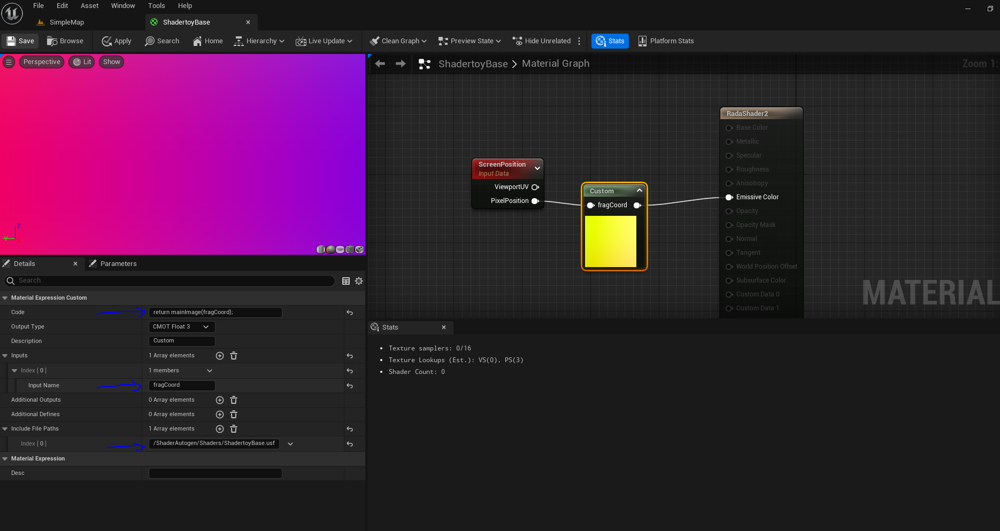 File Edit Asset Window Tools Help
SimpleMap ShadertoyBase
Save Browse Apply Search Home Hierarchy Live Update Clean Graph Preview State Hide Unrelated Stats Platform Stats
Perspective Lit Show
ShadertoyBase > Material Graph
Zoom 1:
ScreenPosition
Input Data
ViewportUV
PixelPosition
Custom
fragCoord
RadaShader2
Base Color
Metallic
Specular
Roughness
Anisotropy
Emissive Color
Opacity
Opacity Mask
Normal
Tangent
World Position Offset
Subsurface Color
Custom Data 0
Custom Data 1
MATERIAL
Z
Y
X
Details Parameters
Search
Material Expression Custom
Code return mainImage(fragCoord);
Output Type CMOT Float 3
Description Custom
Inputs 1 Array elements
Index [ 0 ] 1 members
Input Name fragCoord
Additional Outputs 0 Array elements
Additional Defines 0 Array elements
Include File Paths 1 Array elements
Index [ 0 ] /ShaderAutogen/Shaders/ShadertoyBase.usf
Material Expression
Desc
Stats
Texture samplers: 0/16
Texture Lookups (Est.): VS(0), PS(3)
Shader Count: 0